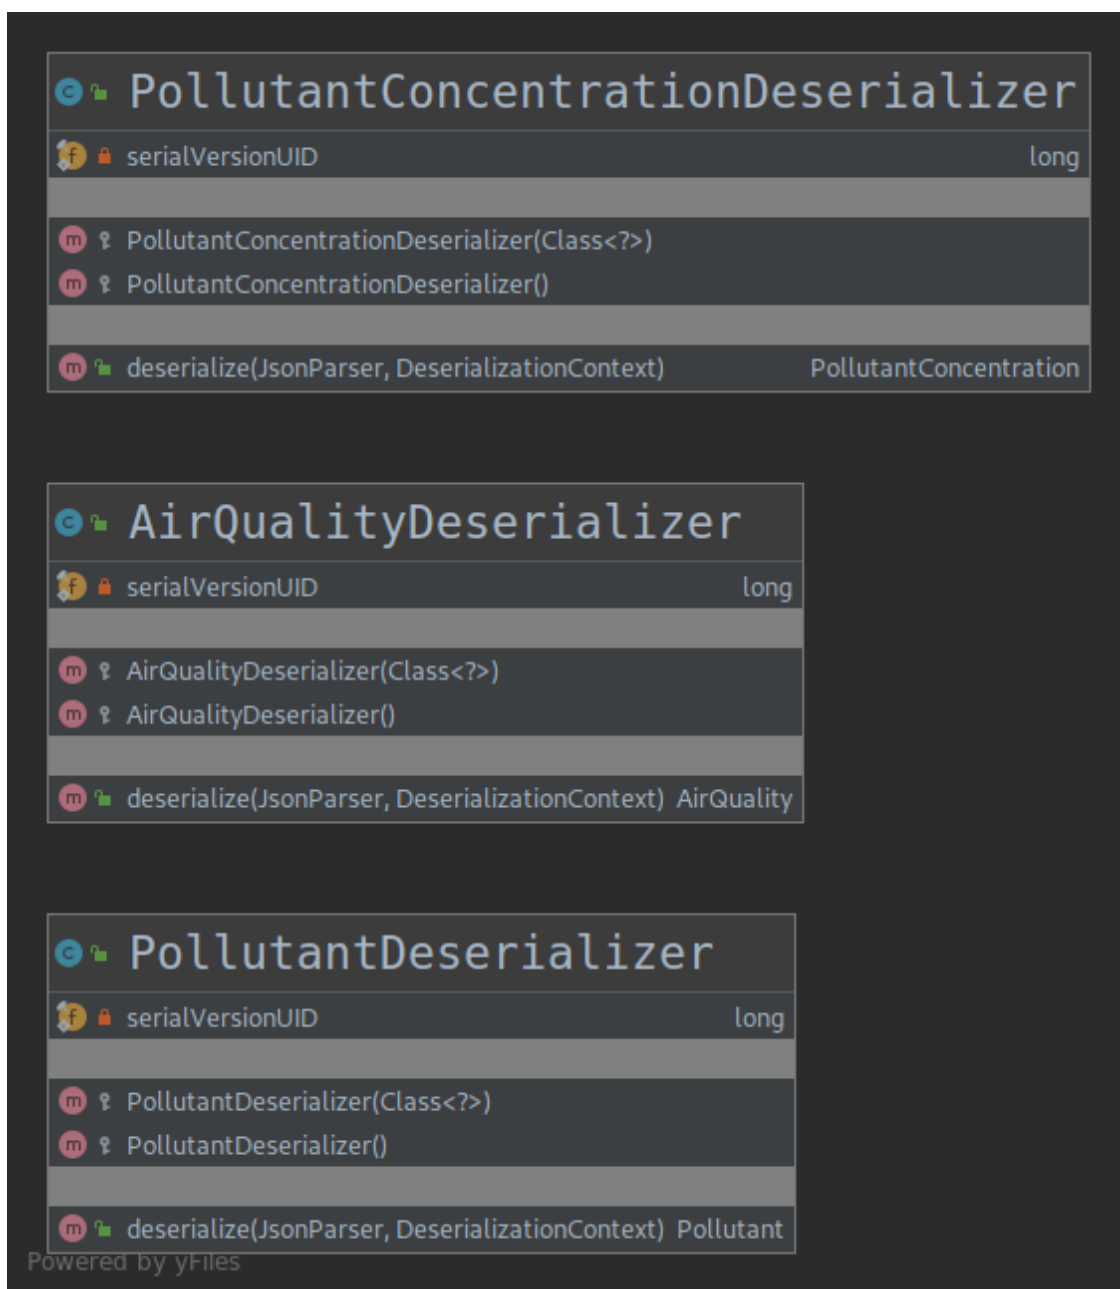 PollutantConcentrationDeserializer
serialVersionUID long
PollutantConcentrationDeserializer(Class<?>)
PollutantConcentrationDeserializer()
deserialize(JsonParser, DeserializationContext) PollutantConcentration
AirQualityDeserializer
serialVersionUID long
AirQualityDeserializer(Class<?>)
AirQualityDeserializer()
deserialize(JsonParser, DeserializationContext) AirQuality
PollutantDeserializer
serialVersionUID long
PollutantDeserializer(Class<?>)
PollutantDeserializer()
deserialize(JsonParser, DeserializationContext) Pollutant
Powered by yFiles